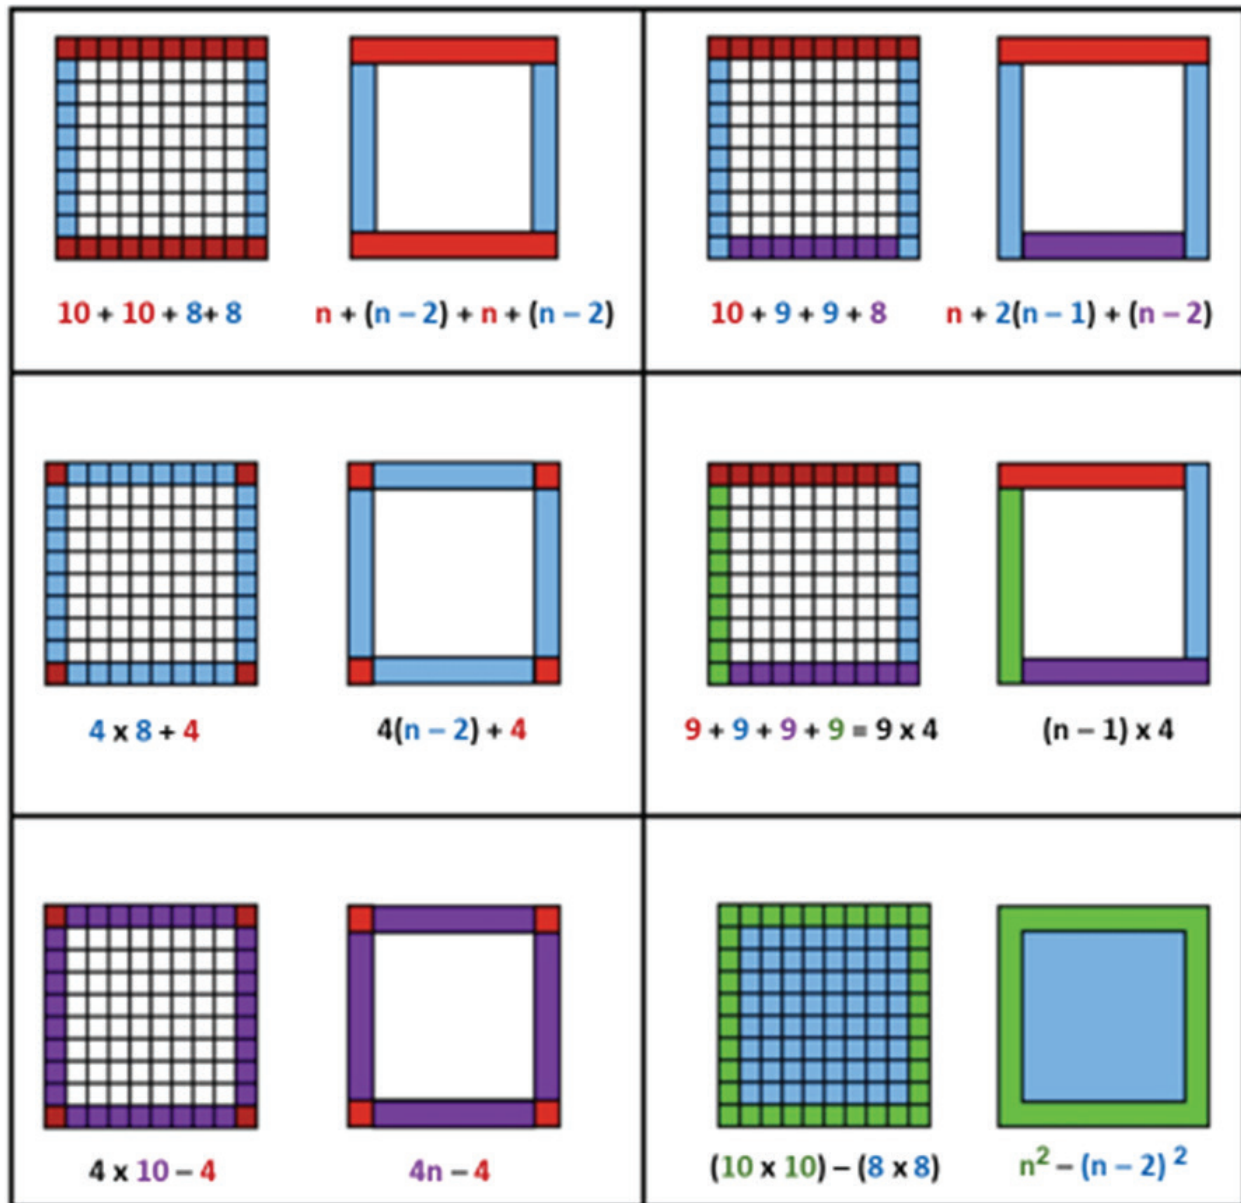 10 + 10 + 8+ 8
n + (n – 2) + n + (n – 2)
10 + 9 + 9 + 8
n + 2(n – 1) + (n – 2)
4 x 8 + 4
4(n – 2) + 4
9 + 9 + 9 + 9 = 9 x 4
(n – 1) x 4
4 x 10 – 4
4n – 4
(10 x 10) – (8 x 8)
n² – (n – 2) ²